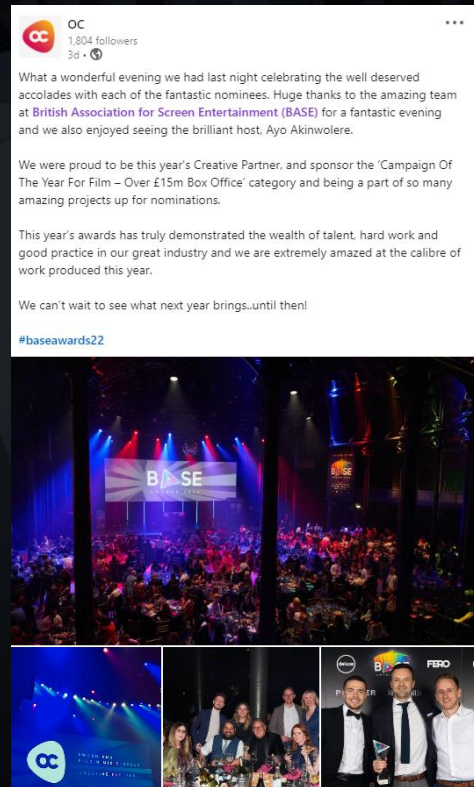 OC
1,804 followers
3d •
What a wonderful evening we had last night celebrating the well deserved
accolades with each of the fantastic nominees. Huge thanks to the amazing team
at British Association for Screen Entertainment (BASE) for a fantastic evening
and we also enjoyed seeing the brilliant host, Ayo Akinwolere.
We were proud to be this year's Creative Partner, and sponsor the 'Campaign Of
The Year For Film – Over £15m Box Office' category and being a part of so many
amazing projects up for nominations.
This year's awards has truly demonstrated the wealth of talent, hard work and
good practice in our great industry and we are extremely amazed at the calibre of
work produced this year.
We can't wait to see what next year brings..until then!
#baseawards22
BASE
BASE
oc
deluxe
BASE
FERO